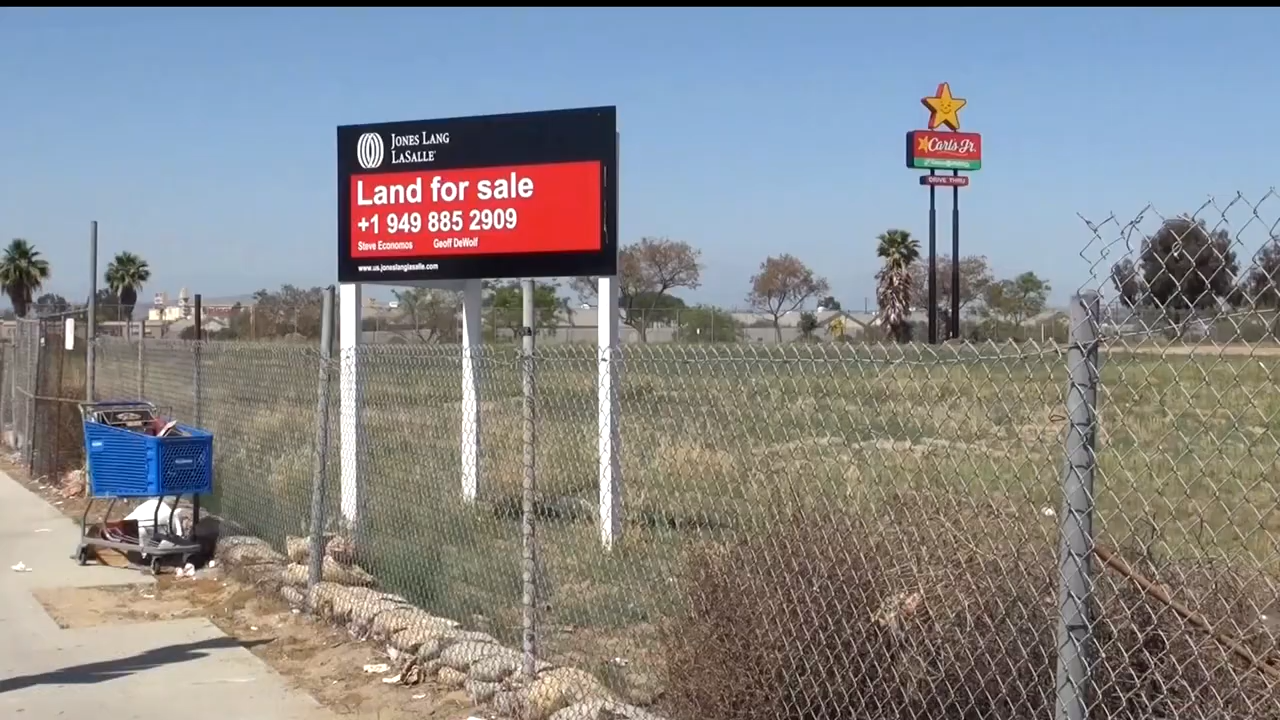 JONES LANG
LASALLE
Land for sale
+1 949 885 2909
Steve Economos Geoff DeWolf
www.us.joneslanglasalle.com
Carl's Jr.
DRIVE THRU